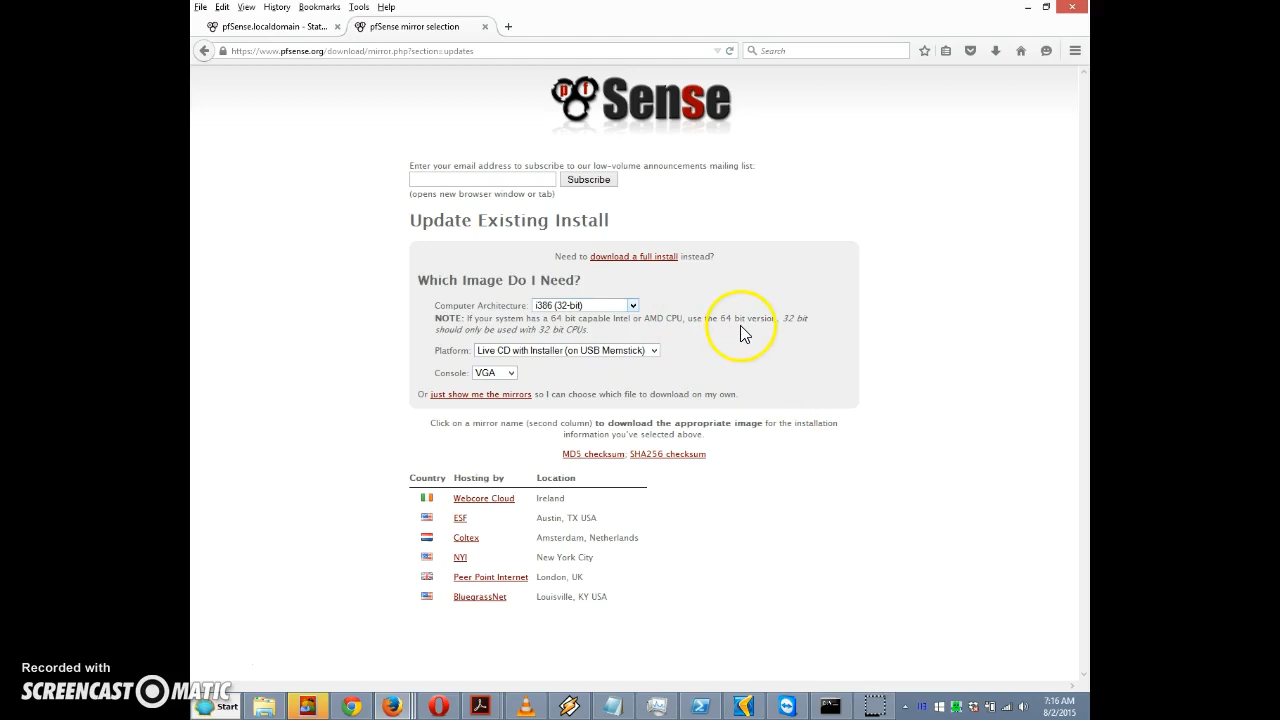 File Edit View History Bookmarks Tools Help
pfSense.localdomain - Stat... × pfSense mirror selection × +
https://www.pfsense.org/download/mirror.php?section=updates Search
pf Sense
Enter your email address to subscribe to our low-volume announcements mailing list:
Subscribe
(opens new browser window or tab)
Update Existing Install
Need to download a full install instead?
Which Image Do I Need?
Computer Architecture: i386 (32-bit)
NOTE: If your system has a 64 bit capable Intel or AMD CPU, use the 64 bit version. 32 bit
should only be used with 32 bit CPUs.
Platform: Live CD with Installer (on USB Memstick)
Console: VGA
Or just show me the mirrors so I can choose which file to download on my own.
Click on a mirror name (second column) to download the appropriate image for the installation
information you've selected above.
MD5 checksum; SHA256 checksum
Country Hosting by Location
Webcore Cloud Ireland
ESF Austin, TX USA
Coltex Amsterdam, Netherlands
NYI New York City
Peer Point Internet London, UK
BluegrassNet Louisville, KY USA
Recorded with
SCREENCAST MATIC
Start
7:16 AM
8/2/2015